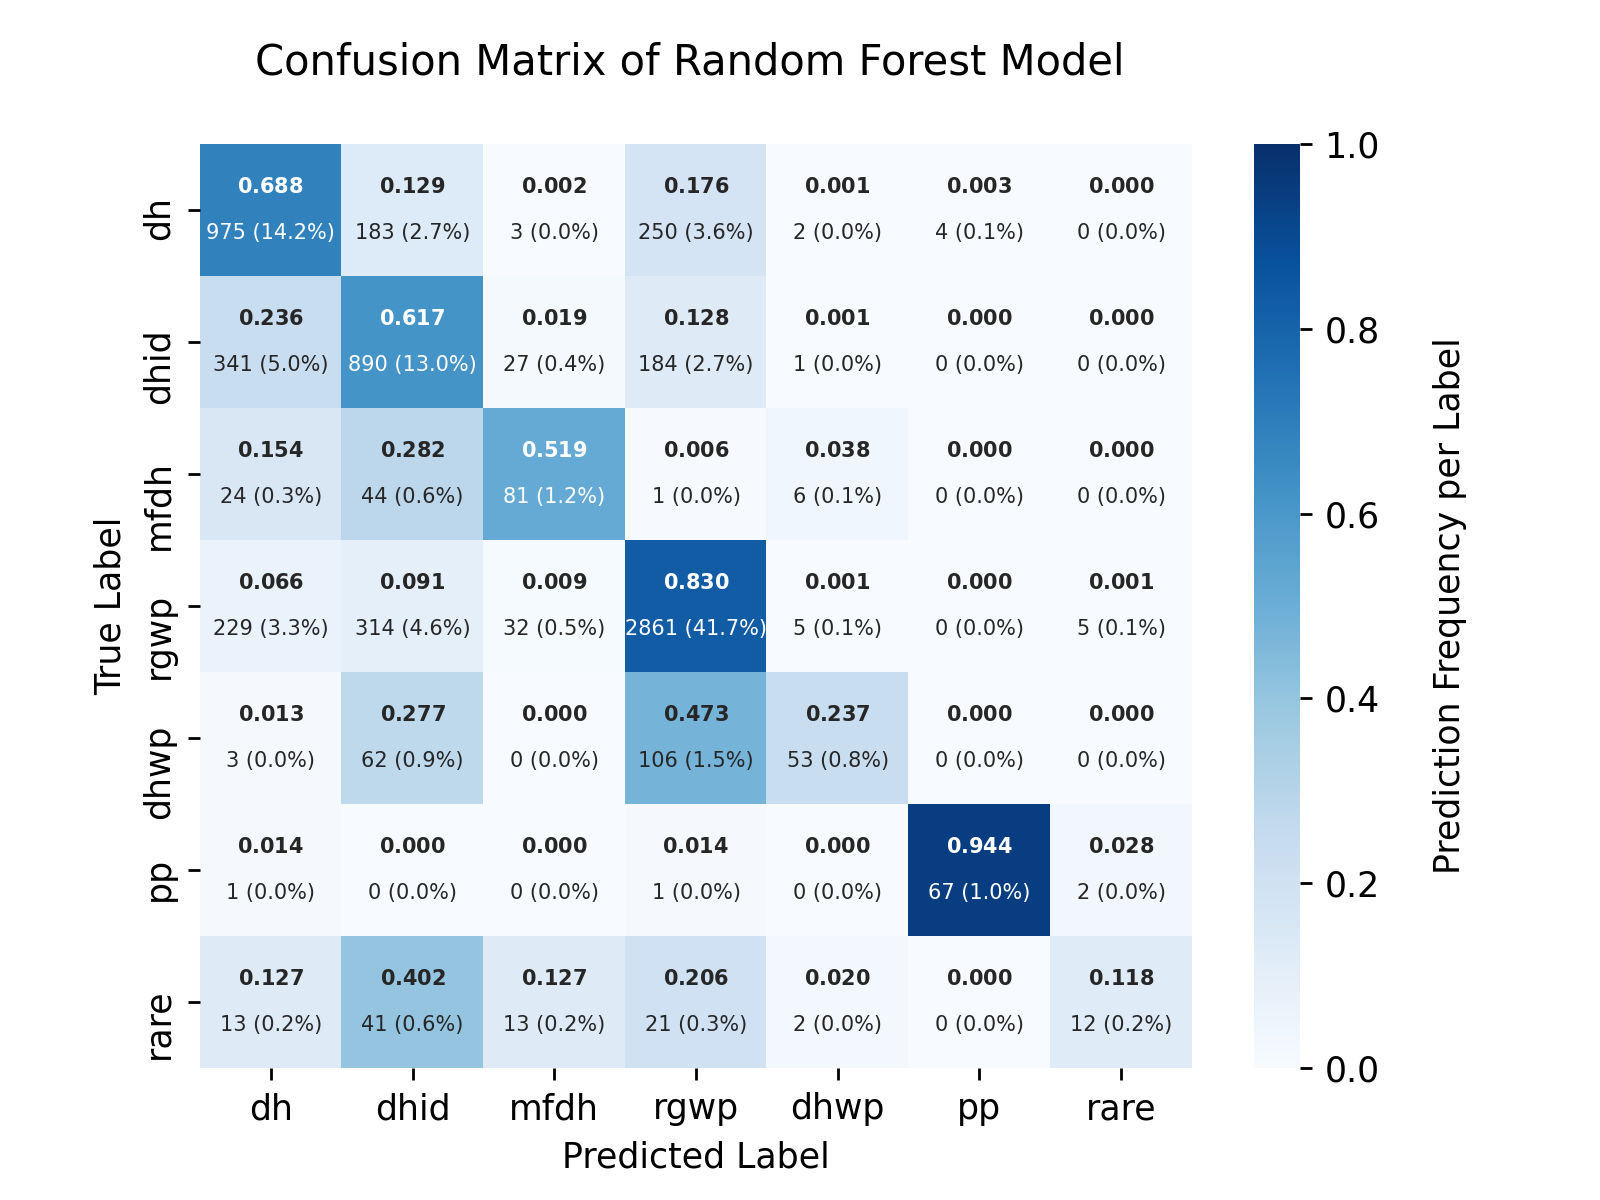 Confusion Matrix of Random Forest Model
0.688 0.129 0.002 0.176 0.001 0.003 0.000
975 (14.2%) 183 (2.7%) 3 (0.0%) 250 (3.6%) 2 (0.0%) 4 (0.1%) 0 (0.0%)
dh
0.236 0.617 0.019 0.128 0.001 0.000 0.000
341 (5.0%) 890 (13.0%) 27 (0.4%) 184 (2.7%) 1 (0.0%) 0 (0.0%) 0 (0.0%)
dhid
0.154 0.282 0.519 0.006 0.038 0.000 0.000
24 (0.3%) 44 (0.6%) 81 (1.2%) 1 (0.0%) 6 (0.1%) 0 (0.0%) 0 (0.0%)
mfdh
0.066 0.091 0.009 0.830 0.001 0.000 0.001
229 (3.3%) 314 (4.6%) 32 (0.5%) 2861 (41.7%) 5 (0.1%) 0 (0.0%) 5 (0.1%)
rgwp
0.013 0.277 0.000 0.473 0.237 0.000 0.000
3 (0.0%) 62 (0.9%) 0 (0.0%) 106 (1.5%) 53 (0.8%) 0 (0.0%) 0 (0.0%)
dhwp
0.014 0.000 0.000 0.014 0.000 0.944 0.028
1 (0.0%) 0 (0.0%) 0 (0.0%) 1 (0.0%) 0 (0.0%) 67 (1.0%) 2 (0.0%)
pp
0.127 0.402 0.127 0.206 0.020 0.000 0.118
13 (0.2%) 41 (0.6%) 13 (0.2%) 21 (0.3%) 2 (0.0%) 0 (0.0%) 12 (0.2%)
rare
True Label
dh dhid mfdh rgwp dhwp pp rare
Predicted Label
1.0
0.8
0.6
0.4
0.2
0.0
Prediction Frequency per Label